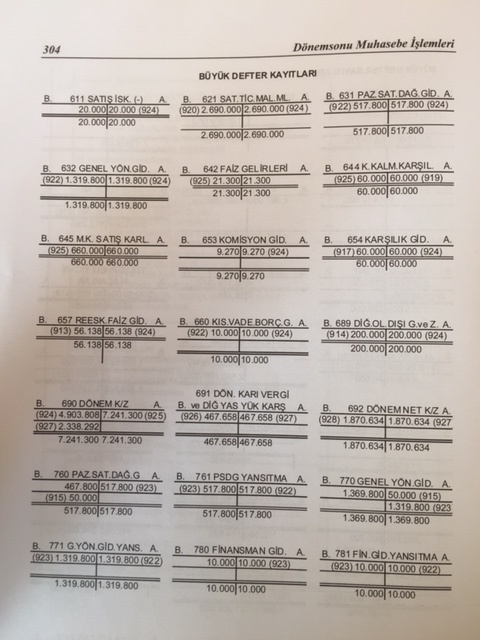 304 Dönemsonu Muhasebe İşlemleri
BÜYÜK DEFTER KAYITLARI
B. 611 SATIŞ İSK. (-) A.
20.000 20.000 (924)
20.000 20.000
B. 621 SAT.TİC.MAL.ML. A.
(920) 2.690.000 2.690.000 (924)
2.690.000 2.690.000
B. 631 PAZ.SAT.DAĞ.GİD. A.
(922) 517.800 517.800 (924)
517.800 517.800
B. 632 GENEL YÖN.GİD. A.
(922) 1.319.800 1.319.800 (924)
1.319.800 1.319.800
B. 642 FAİZ GELİRLERİ A.
(925) 21.300 21.300
21.300 21.300
B. 644 K.KALM.KARŞIL. A.
(925) 60.000 60.000 (919)
60.000 60.000
B. 645 M.K. SATIŞ KARL. A.
(925) 660.000 660.000
660.000 660.000
B. 653 KOMİSYON GİD. A.
9.270 9.270 (924)
9.270 9.270
B. 654 KARŞILIK GİD. A.
(917) 60.000 60.000 (924)
60.000 60.000
B. 657 REESK.FAİZ GİD. A.
(913) 56.138 56.138 (924)
56.138 56.138
B. 660 KIS.VADE BORÇ.G. A.
(922) 10.000 10.000 (924)
10.000 10.000
B. 689 DİĞ.OL.DIŞI G.ve Z. A.
(914) 200.000 200.000 (924)
200.000 200.000
B. 690 DÖNEM K/Z A.
(924) 4.903.808 7.241.300 (925)
(927) 2.338.292
7.241.300 7.241.300
691 DÖN. KARI VERGİ
B. ve DİĞ YAS YÜK KARŞ A.
(926) 467.658 467.658 (927)
467.658 467.658
B. 692 DÖNEM NET K/Z A.
(928) 1.870.634 1.870.634 (927
1.870.634 1.870.634
B. 760 PAZ.SAT.DAĞ.G A.
467.800 517.800 (923)
(915) 50.000
517.800 517.800
B. 761 PSDG YANSITMA A.
(923) 517.800 517.800 (922)
517.800 517.800
B. 770 GENEL YÖN.GİD. A.
1.369.800 50.000 (915)
1.319.800 (923
1.369.800 1.369.800
B. 771 G.YÖN.GİD.YANS. A.
(923) 1.319.800 1.319.800 (922)
1.319.800 1.319.800
B. 780 FİNANSMAN GİD. A.
10.000 10.000 (923)
10.000 10.000
B. 781 FİN.GİD.YANSITMA A.
(923) 10.000 10.000 (922)
10.000 10.000